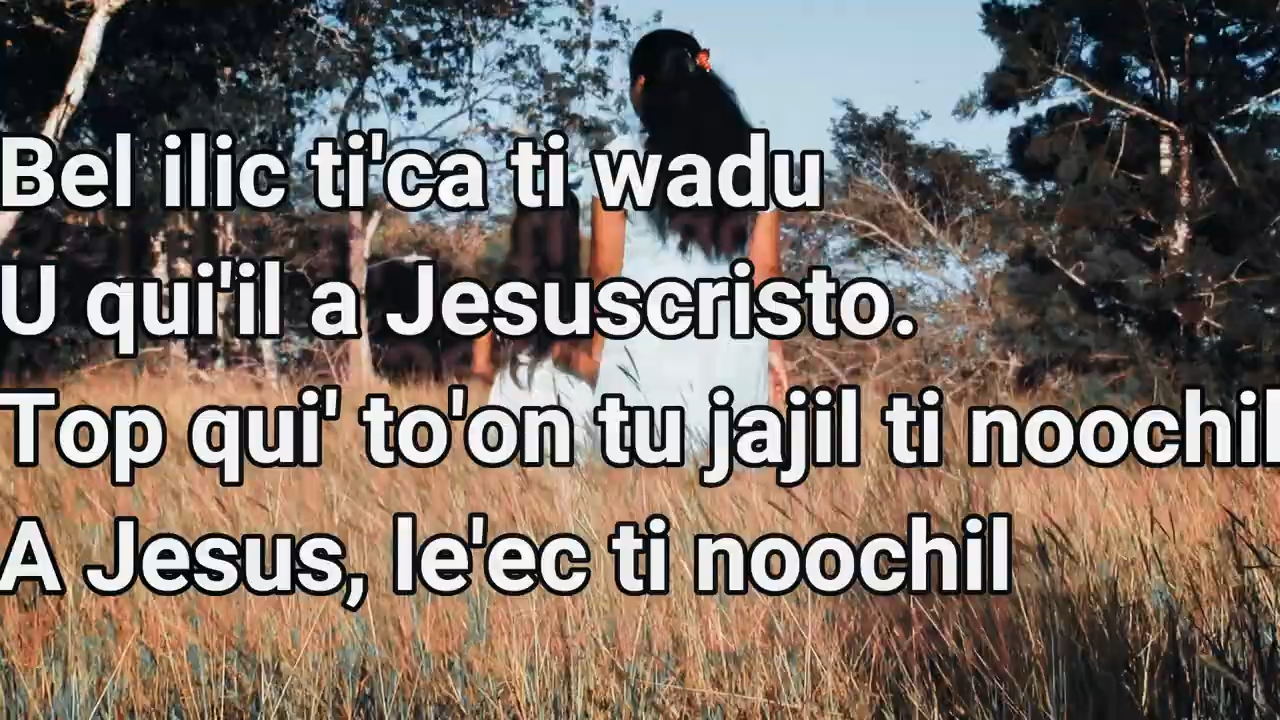 Bel ilic ti'ca ti wadu
U qui'il a Jesuscristo.
Top qui' to'on tu jajil ti noochil
A Jesus, le'ec ti noochil